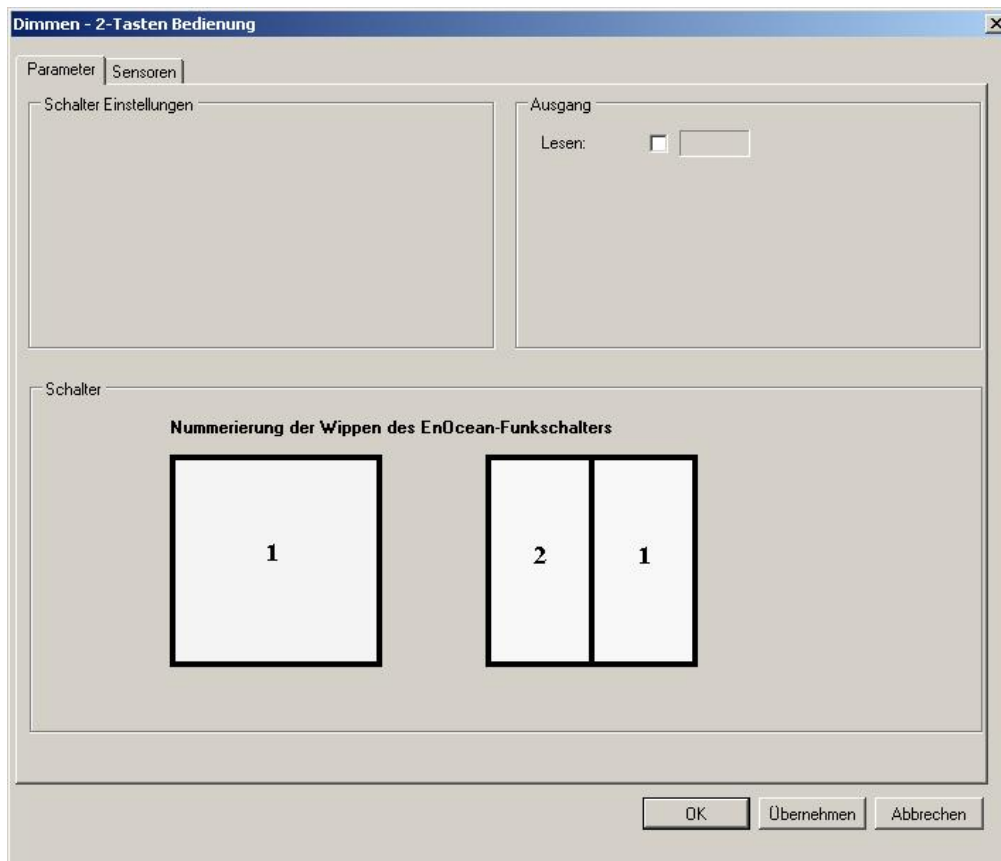 Dimmen - 2-Tasten Bedienung
Parameter Sensoren
Schalter Einstellungen
Ausgang
Lesen:
Schalter
Nummerierung der Wippen des EnOcean-Funkschalters
1
2 1
OK Übernehmen Abbrechen